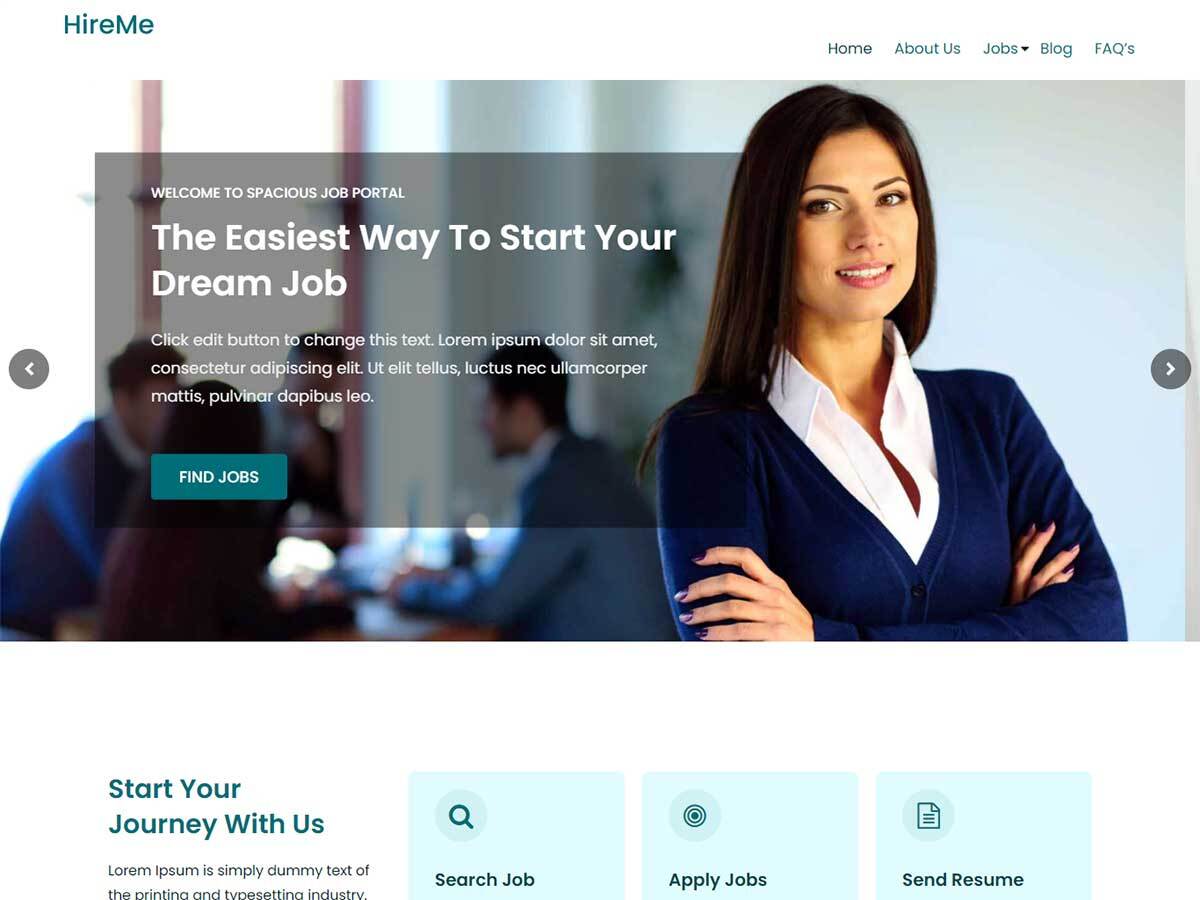 HireMe
Home About Us Jobs Blog FAQ’s
WELCOME TO SPACIOUS JOB PORTAL
The Easiest Way To Start Your
Dream Job
Click edit button to change this text. Lorem ipsum dolor sit amet,
consectetur adipiscing elit. Ut elit tellus, luctus nec ullamcorper
mattis, pulvinar dapibus leo.
FIND JOBS
Start Your
Journey With Us
Lorem Ipsum is simply dummy text of
the printing and typesetting industry.
Search Job
Apply Jobs
Send Resume